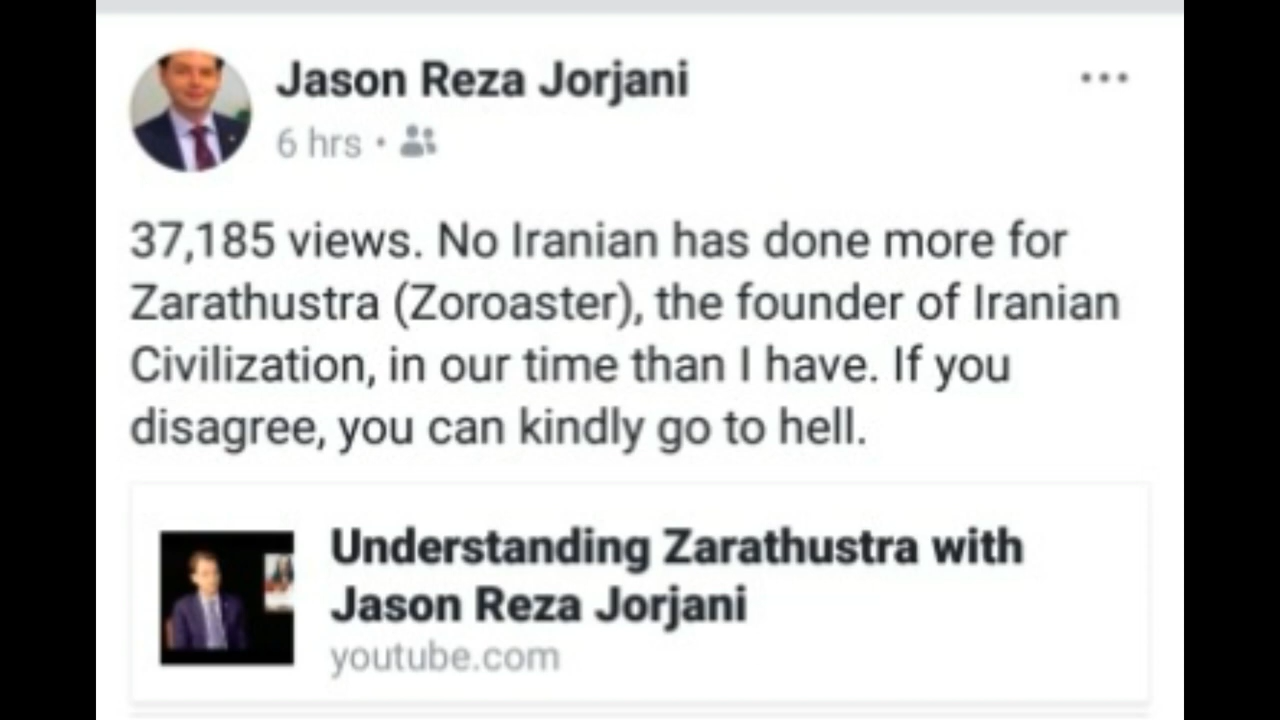 Jason Reza Jorjani
6 hrs •
37,185 views. No Iranian has done more for
Zarathustra (Zoroaster), the founder of Iranian
Civilization, in our time than I have. If you
disagree, you can kindly go to hell.
Understanding Zarathustra with
Jason Reza Jorjani
youtube.com